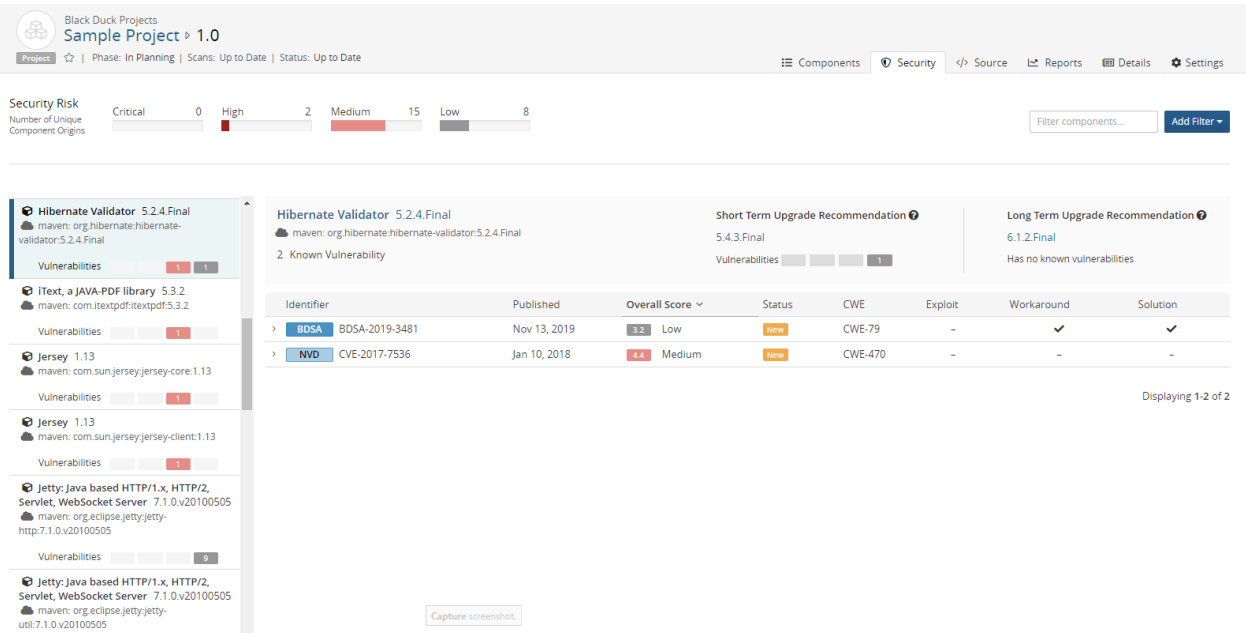 Black Duck Projects
Sample Project 1.0
Project | Phase: In Planning | Scans: Up to Date | Status: Up to Date
Components Security Source Reports Details Settings
Security Risk
Number of Unique
Component Origins
Critical 0 High 2 Medium 15 Low 8
Filter components...
Add Filter
Hibernate Validator 5.2.4.Final
maven: org.hibernate:hibernate-
validator:5.2.4.Final
Vulnerabilities 1 1
iText, a JAVA-PDF library 5.3.2
maven: com.itextpdf:itextpdf:5.3.2
Vulnerabilities 1
Jersey 1.13
maven: com.sun.jersey:jersey-core:1.13
Vulnerabilities 1
Jersey 1.13
maven: com.sun.jersey:jersey-client:1.13
Vulnerabilities 1
Jetty: Java based HTTP/1.x, HTTP/2,
Servlet, WebSocket Server 7.1.0.v20100505
maven: org.eclipse.jetty:jetty-
http:7.1.0.v20100505
Vulnerabilities 9
Jetty: Java based HTTP/1.x, HTTP/2,
Servlet, WebSocket Server 7.1.0.v20100505
maven: org.eclipse.jetty:jetty-
util:7.1.0.v20100505
Hibernate Validator 5.2.4.Final
maven: org.hibernate:hibernate-validator:5.2.4.Final
2 Known Vulnerability
Short Term Upgrade Recommendation
5.4.3.Final
Vulnerabilities 1
Long Term Upgrade Recommendation
6.1.2.Final
Has no known vulnerabilities
Identifier Published Overall Score Status CWE Exploit Workaround Solution
BDSA BDSA-2019-3481 Nov 13, 2019 3.2 Low New CWE-79 –
NVD CVE-2017-7536 Jan 10, 2018 4.4 Medium New CWE-470 – – –
Displaying 1-2 of 2
Capture screenshot.